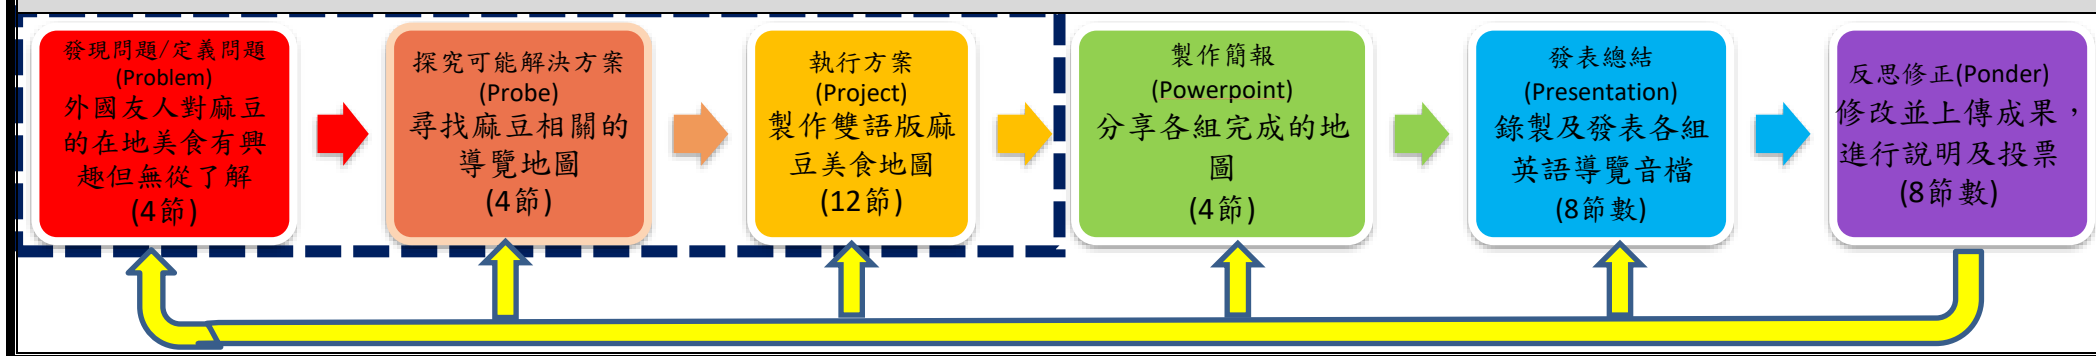 發現問題/定義問題
(Problem)
外國友人對麻豆
的在地美食有興
趣但無從了解
(4節)
探究可能解決方案
(Probe)
尋找麻豆相關的
導覽地圖
(4節)
執行方案
(Project)
製作雙語版麻
豆美食地圖
(12節)
製作簡報
(Powerpoint)
分享各組完成的地
圖
(4節)
發表總結
(Presentation)
錄製及發表各組
英語導覽音檔
(8節數)
反思修正(Ponder)
修改並上傳成果，
進行說明及投票
(8節數)